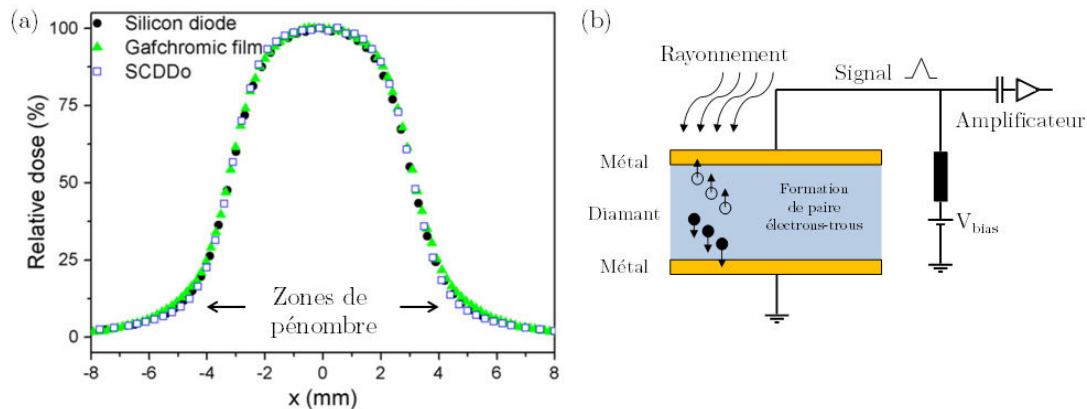 (a)
Silicon diode
Gafchromic film
SCDDo
100
75
50
25
0
Relative dose (%)
Zones de
pénombre
-8 -6 -4 -2 0 2 4 6 8
x (mm)
(b)
Rayonnement
Signal
Amplificateur
Métal
Diamant
Formation
de paire
électrons-trous
Métal
Vbias